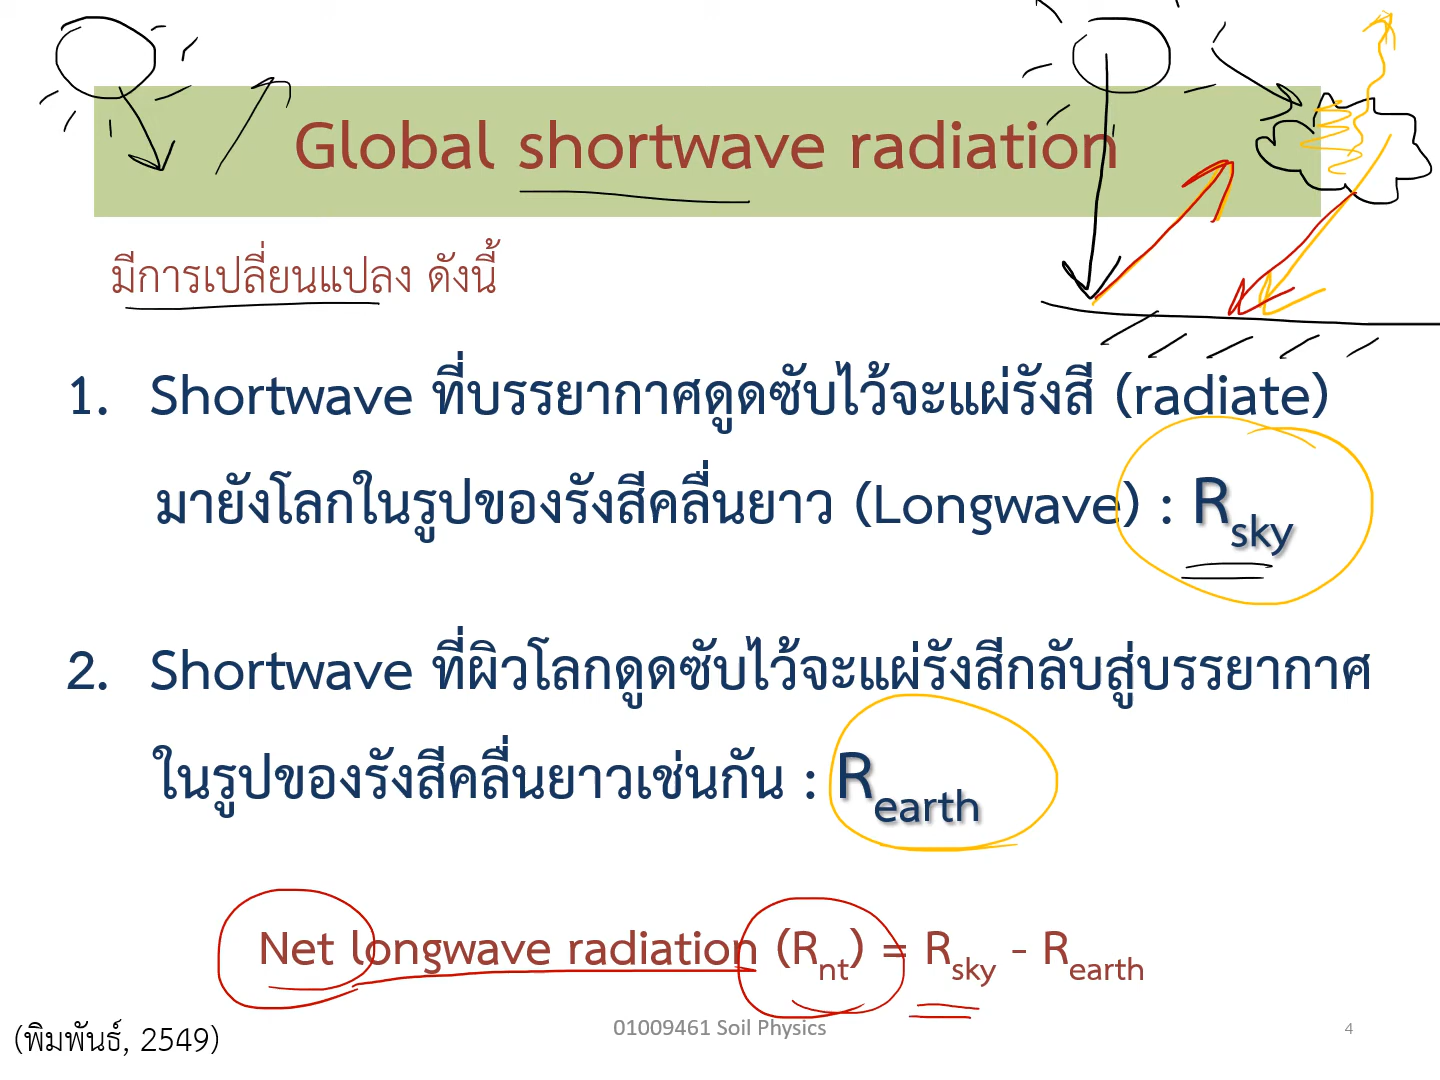 Global shortwave radiation
มีการเปลี่ยนแปลง ดังนี้
1. Shortwave ที่บรรยากาศดูดซับไว้จะแผ่รังสี (radiate)
มายังโลกในรูปของรังสีคลื่นยาว (Longwave) : R sky
2. Shortwave ที่ผิวโลกดูดซับไว้จะแผ่รังสีกลับสู่บรรยากาศ
ในรูปของรังสีคลื่นยาวเช่นกัน : R earth
Net longwave radiation (R nt) = R sky - R earth
(พิมพันธ์, 2549)
01009461 Soil Physics
4